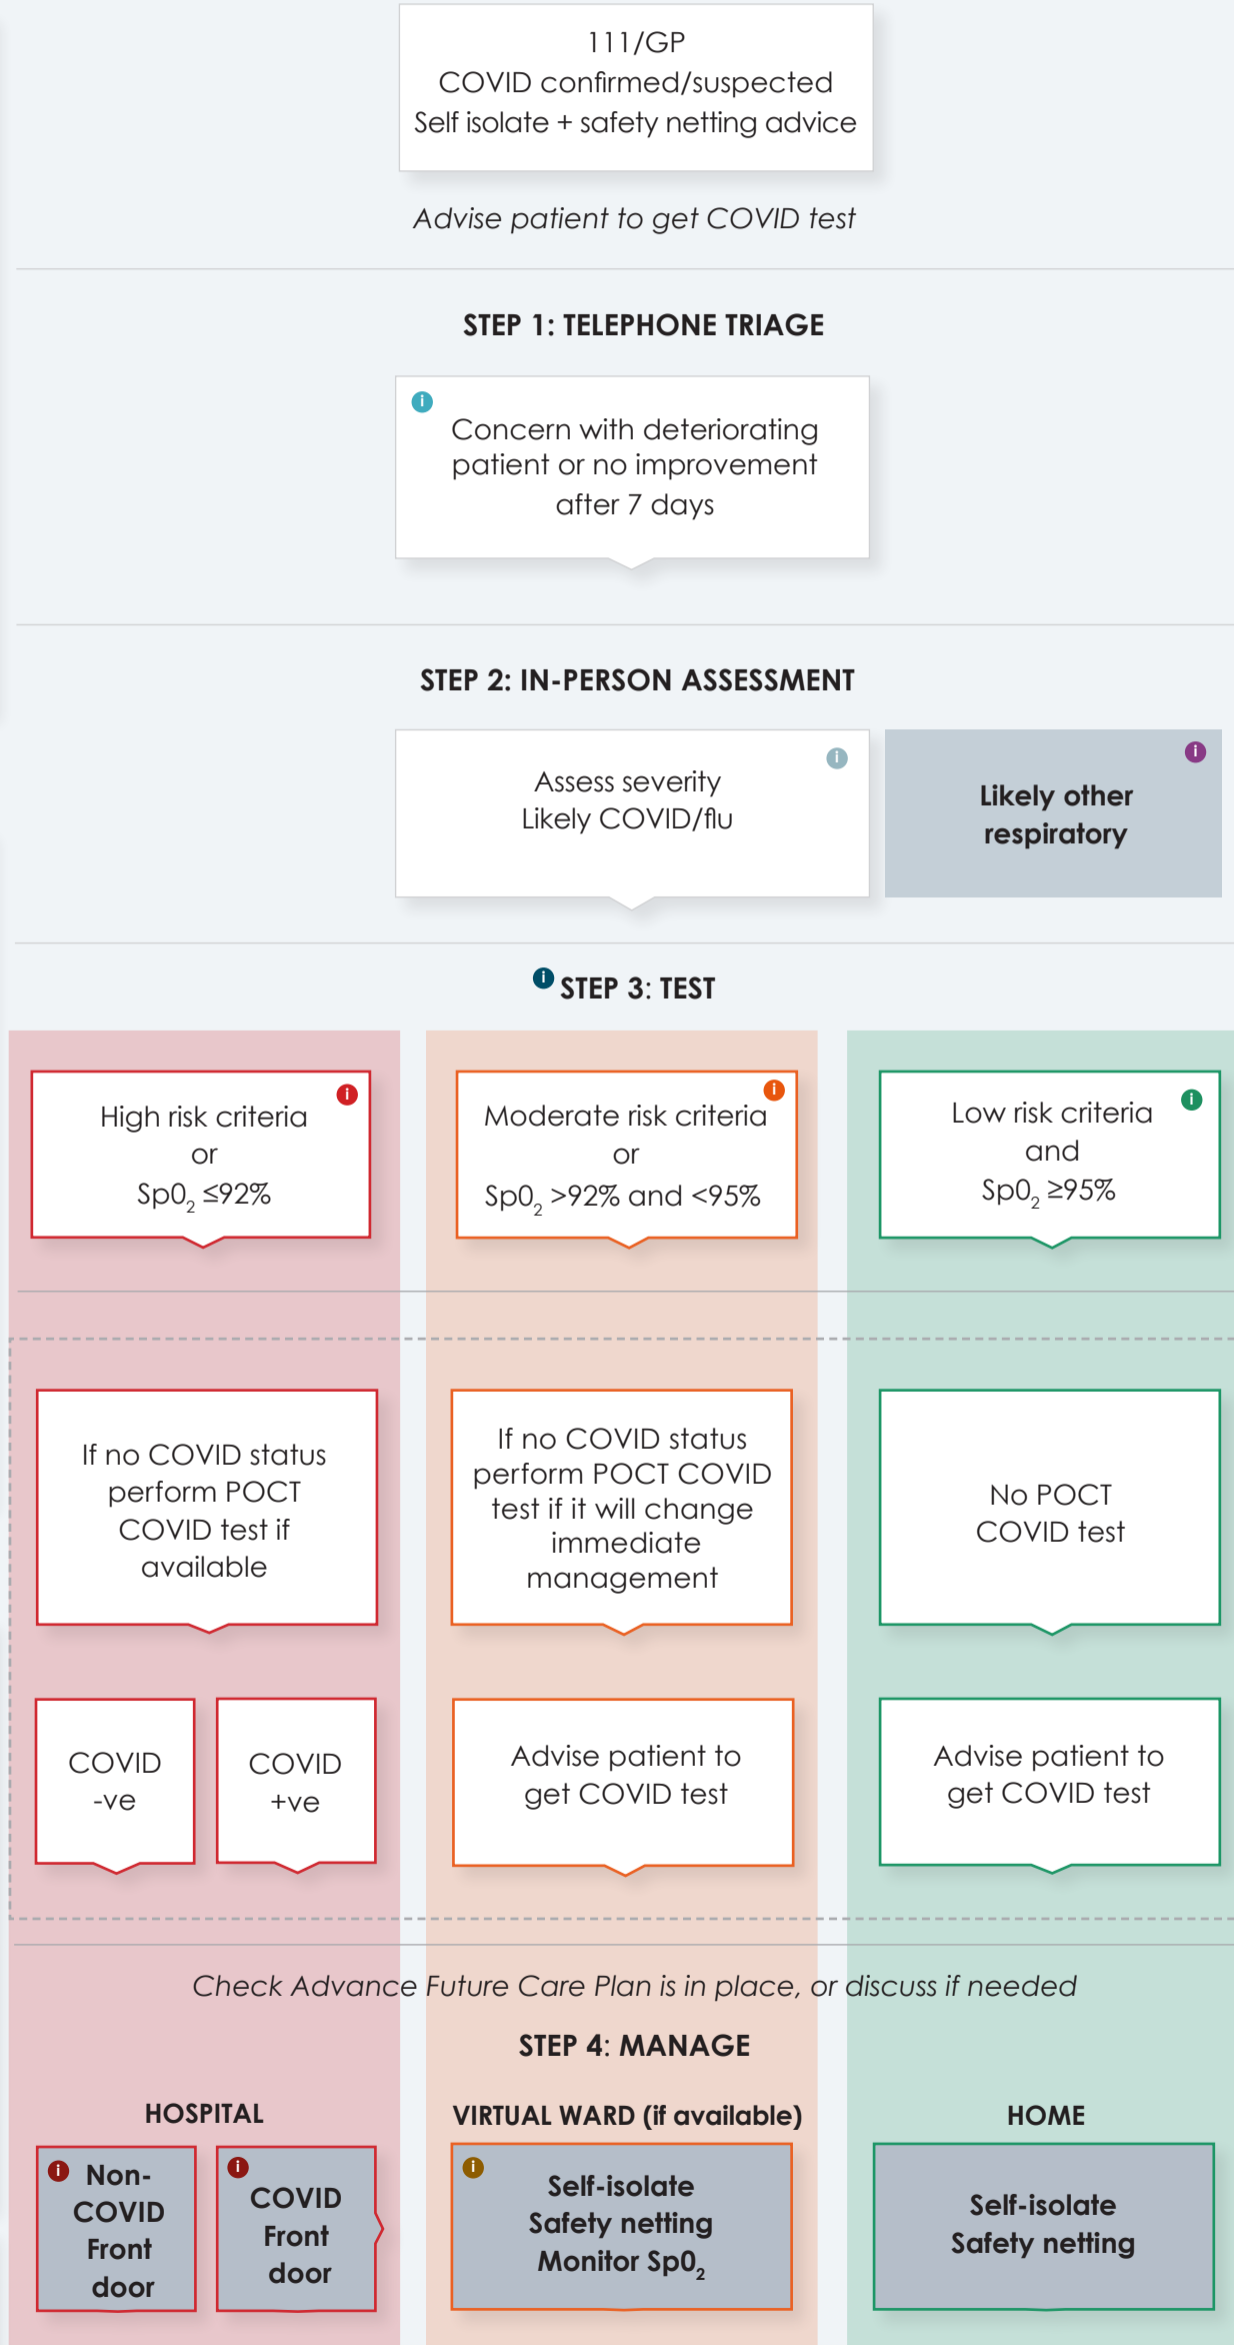 111/GP
COVID confirmed/suspected
Self isolate + safety netting advice
Advise patient to get COVID test
STEP 1: TELEPHONE TRIAGE
i
Concern with deteriorating
patient or no improvement
after 7 days
STEP 2: IN-PERSON ASSESSMENT
i
Assess severity
Likely COVID/flu
i
Likely other
respiratory
i STEP 3: TEST
i
High risk criteria
or
Sp0₂ ≤92%
i
Moderate risk criteria
or
Sp0₂ >92% and <95%
i
Low risk criteria
and
Sp0₂ ≥95%
If no COVID status
perform POCT
COVID test if
available
If no COVID status
perform POCT COVID
test if it will change
immediate
management
No POCT
COVID test
COVID
-ve
COVID
+ve
Advise patient to
get COVID test
Advise patient to
get COVID test
Check Advance Future Care Plan is in place, or discuss if needed
STEP 4: MANAGE
HOSPITAL
VIRTUAL WARD (if available)
HOME
i Non-
COVID
Front
door
i
COVID
Front
door
i
Self-isolate
Safety netting
Monitor Sp0₂
Self-isolate
Safety netting